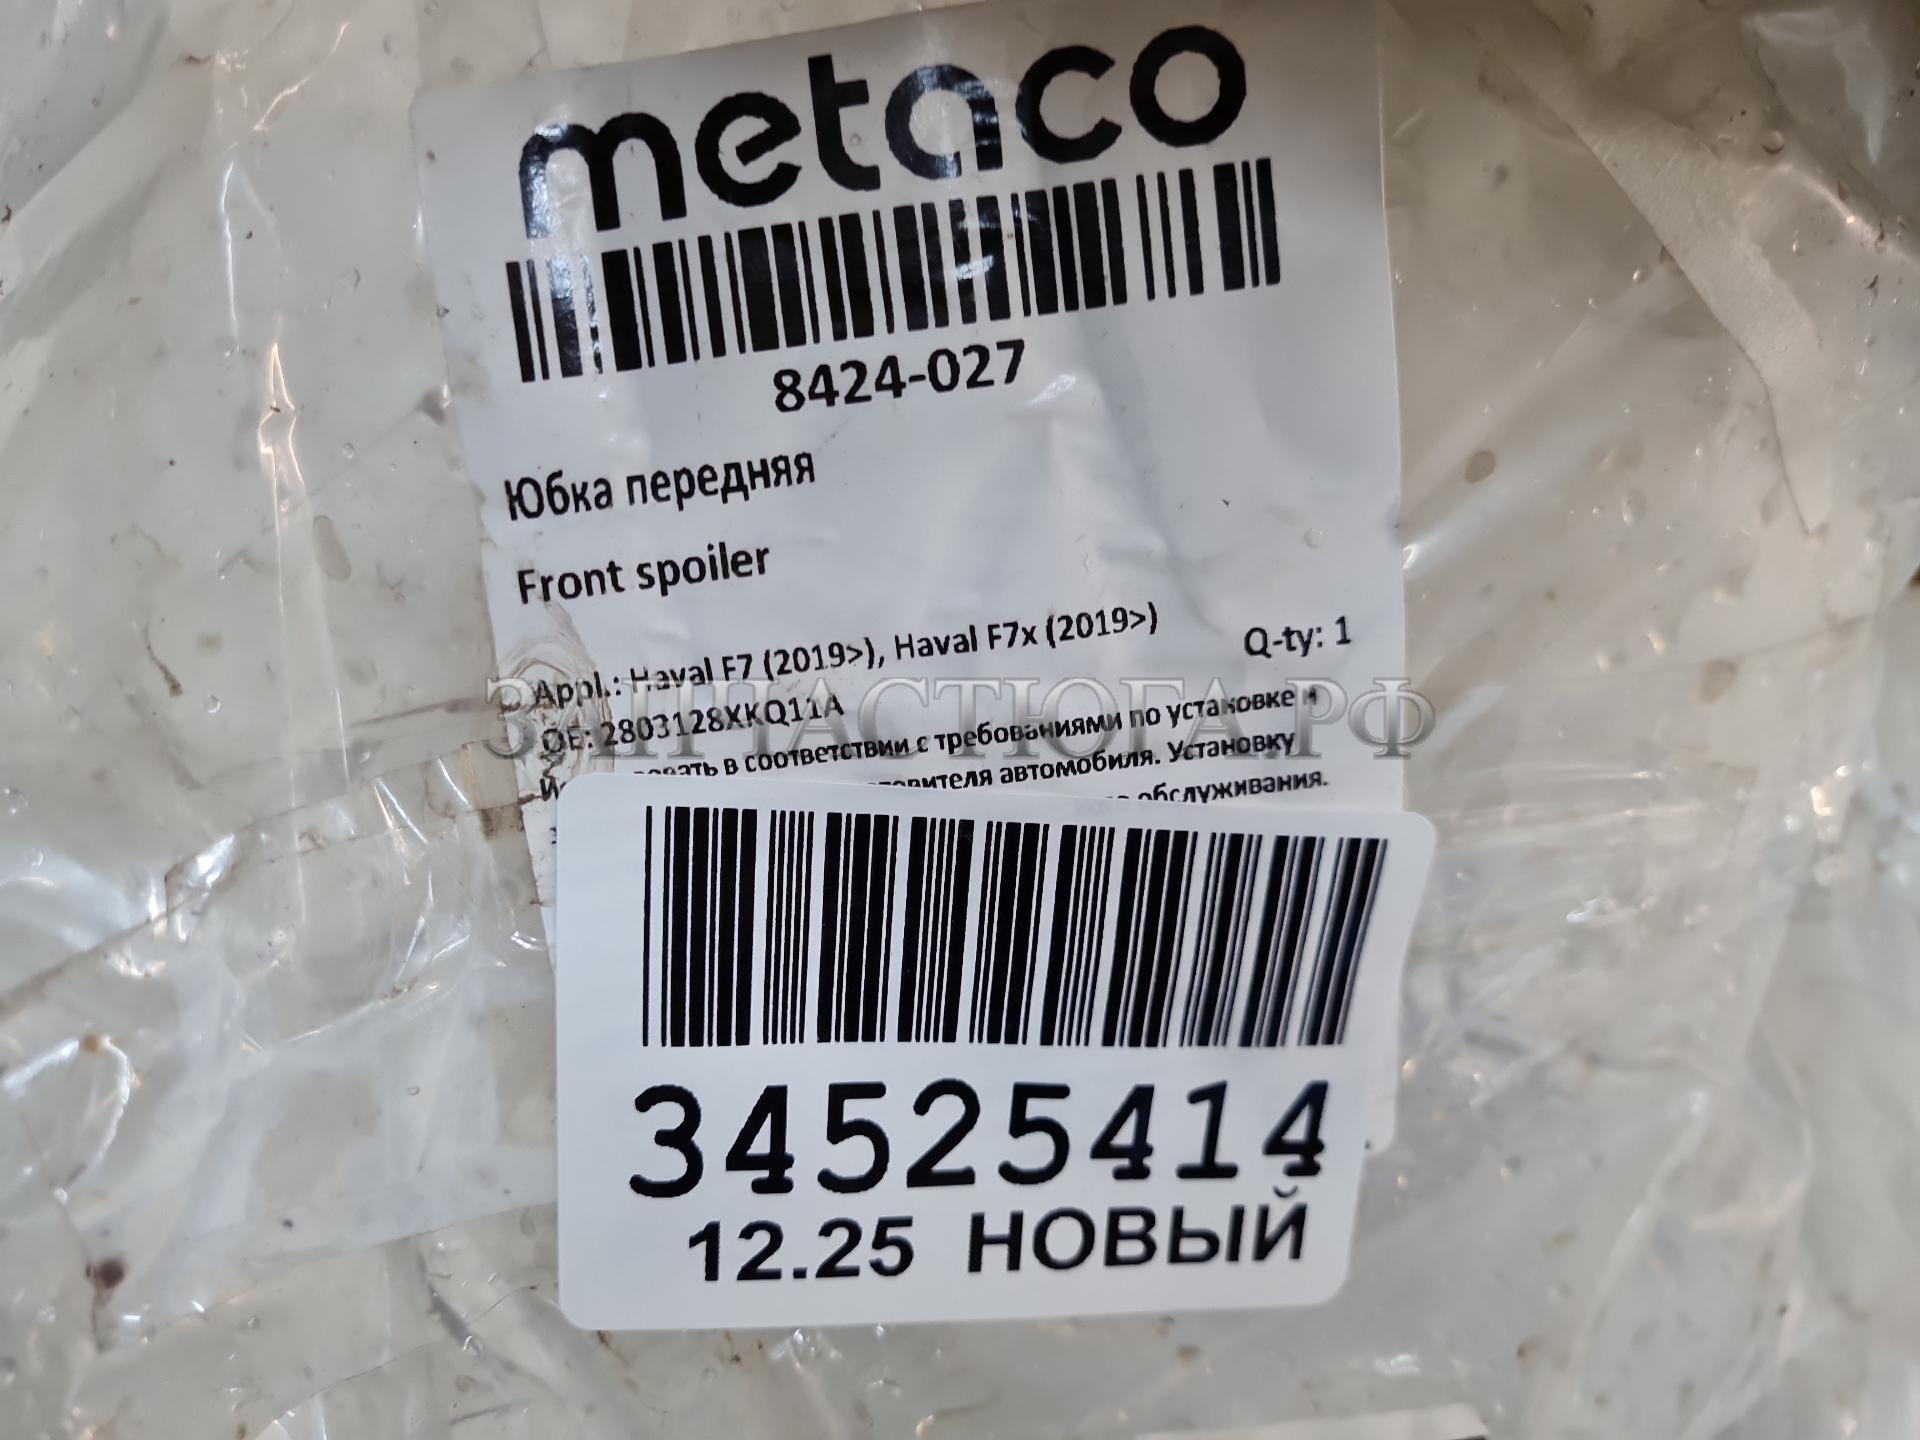 metaco
8424-027
Юбка передняя
Front spoiler
Appl.: Haval F7 (2019>), Haval F7x (2019>)
Q-ty: 1
OE: 2803128XKQ11A
в соответствии с требованиями по установке и
автомобиля. Установку
обслуживания.
ЗАПЧАСТЮГА.РФ
34525414
12.25 НОВЫЙ